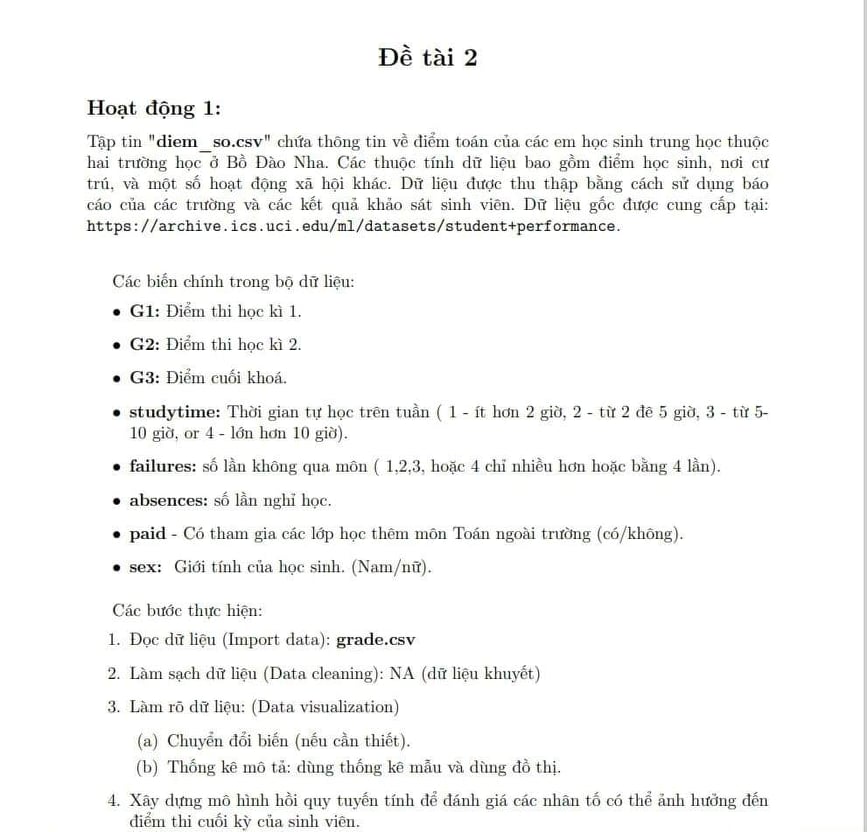 Đề tài 2
Hoạt động 1:
Tập tin "diem_so.csv" chứa thông tin về điểm toán của các em học sinh trung học thuộc
hai trường học ở Bồ Đào Nha. Các thuộc tính dữ liệu bao gồm điểm học sinh, nơi cư
trú, và một số hoạt động xã hội khác. Dữ liệu được thu thập bằng cách sử dụng báo
cáo của các trường và các kết quả khảo sát sinh viên. Dữ liệu gốc được cung cấp tại:
https://archive.ics.uci.edu/ml/datasets/student+performance.
Các biến chính trong bộ dữ liệu:
• G1: Điểm thi học kì 1.
• G2: Điểm thi học kì 2.
• G3: Điểm cuối khoá.
• studytime: Thời gian tự học trên tuần ( 1 - ít hơn 2 giờ, 2 - từ 2 đê 5 giờ, 3 - từ 5-
10 giờ, or 4 - lớn hơn 10 giờ).
• failures: số lần không qua môn ( 1,2,3, hoặc 4 chỉ nhiều hơn hoặc bằng 4 lần).
• absences: số lần nghỉ học.
• paid - Có tham gia các lớp học thêm môn Toán ngoài trường (có/không).
• sex: Giới tính của học sinh. (Nam/nữ).
Các bước thực hiện:
1. Đọc dữ liệu (Import data): grade.csv
2. Làm sạch dữ liệu (Data cleaning): NA (dữ liệu khuyết)
3. Làm rõ dữ liệu: (Data visualization)
(a) Chuyển đổi biến (nếu cần thiết).
(b) Thống kê mô tả: dùng thống kê mẫu và dùng đồ thị.
4. Xây dựng mô hình hồi quy tuyến tính để đánh giá các nhân tố có thể ảnh hưởng đến
điểm thi cuối kỳ của sinh viên.